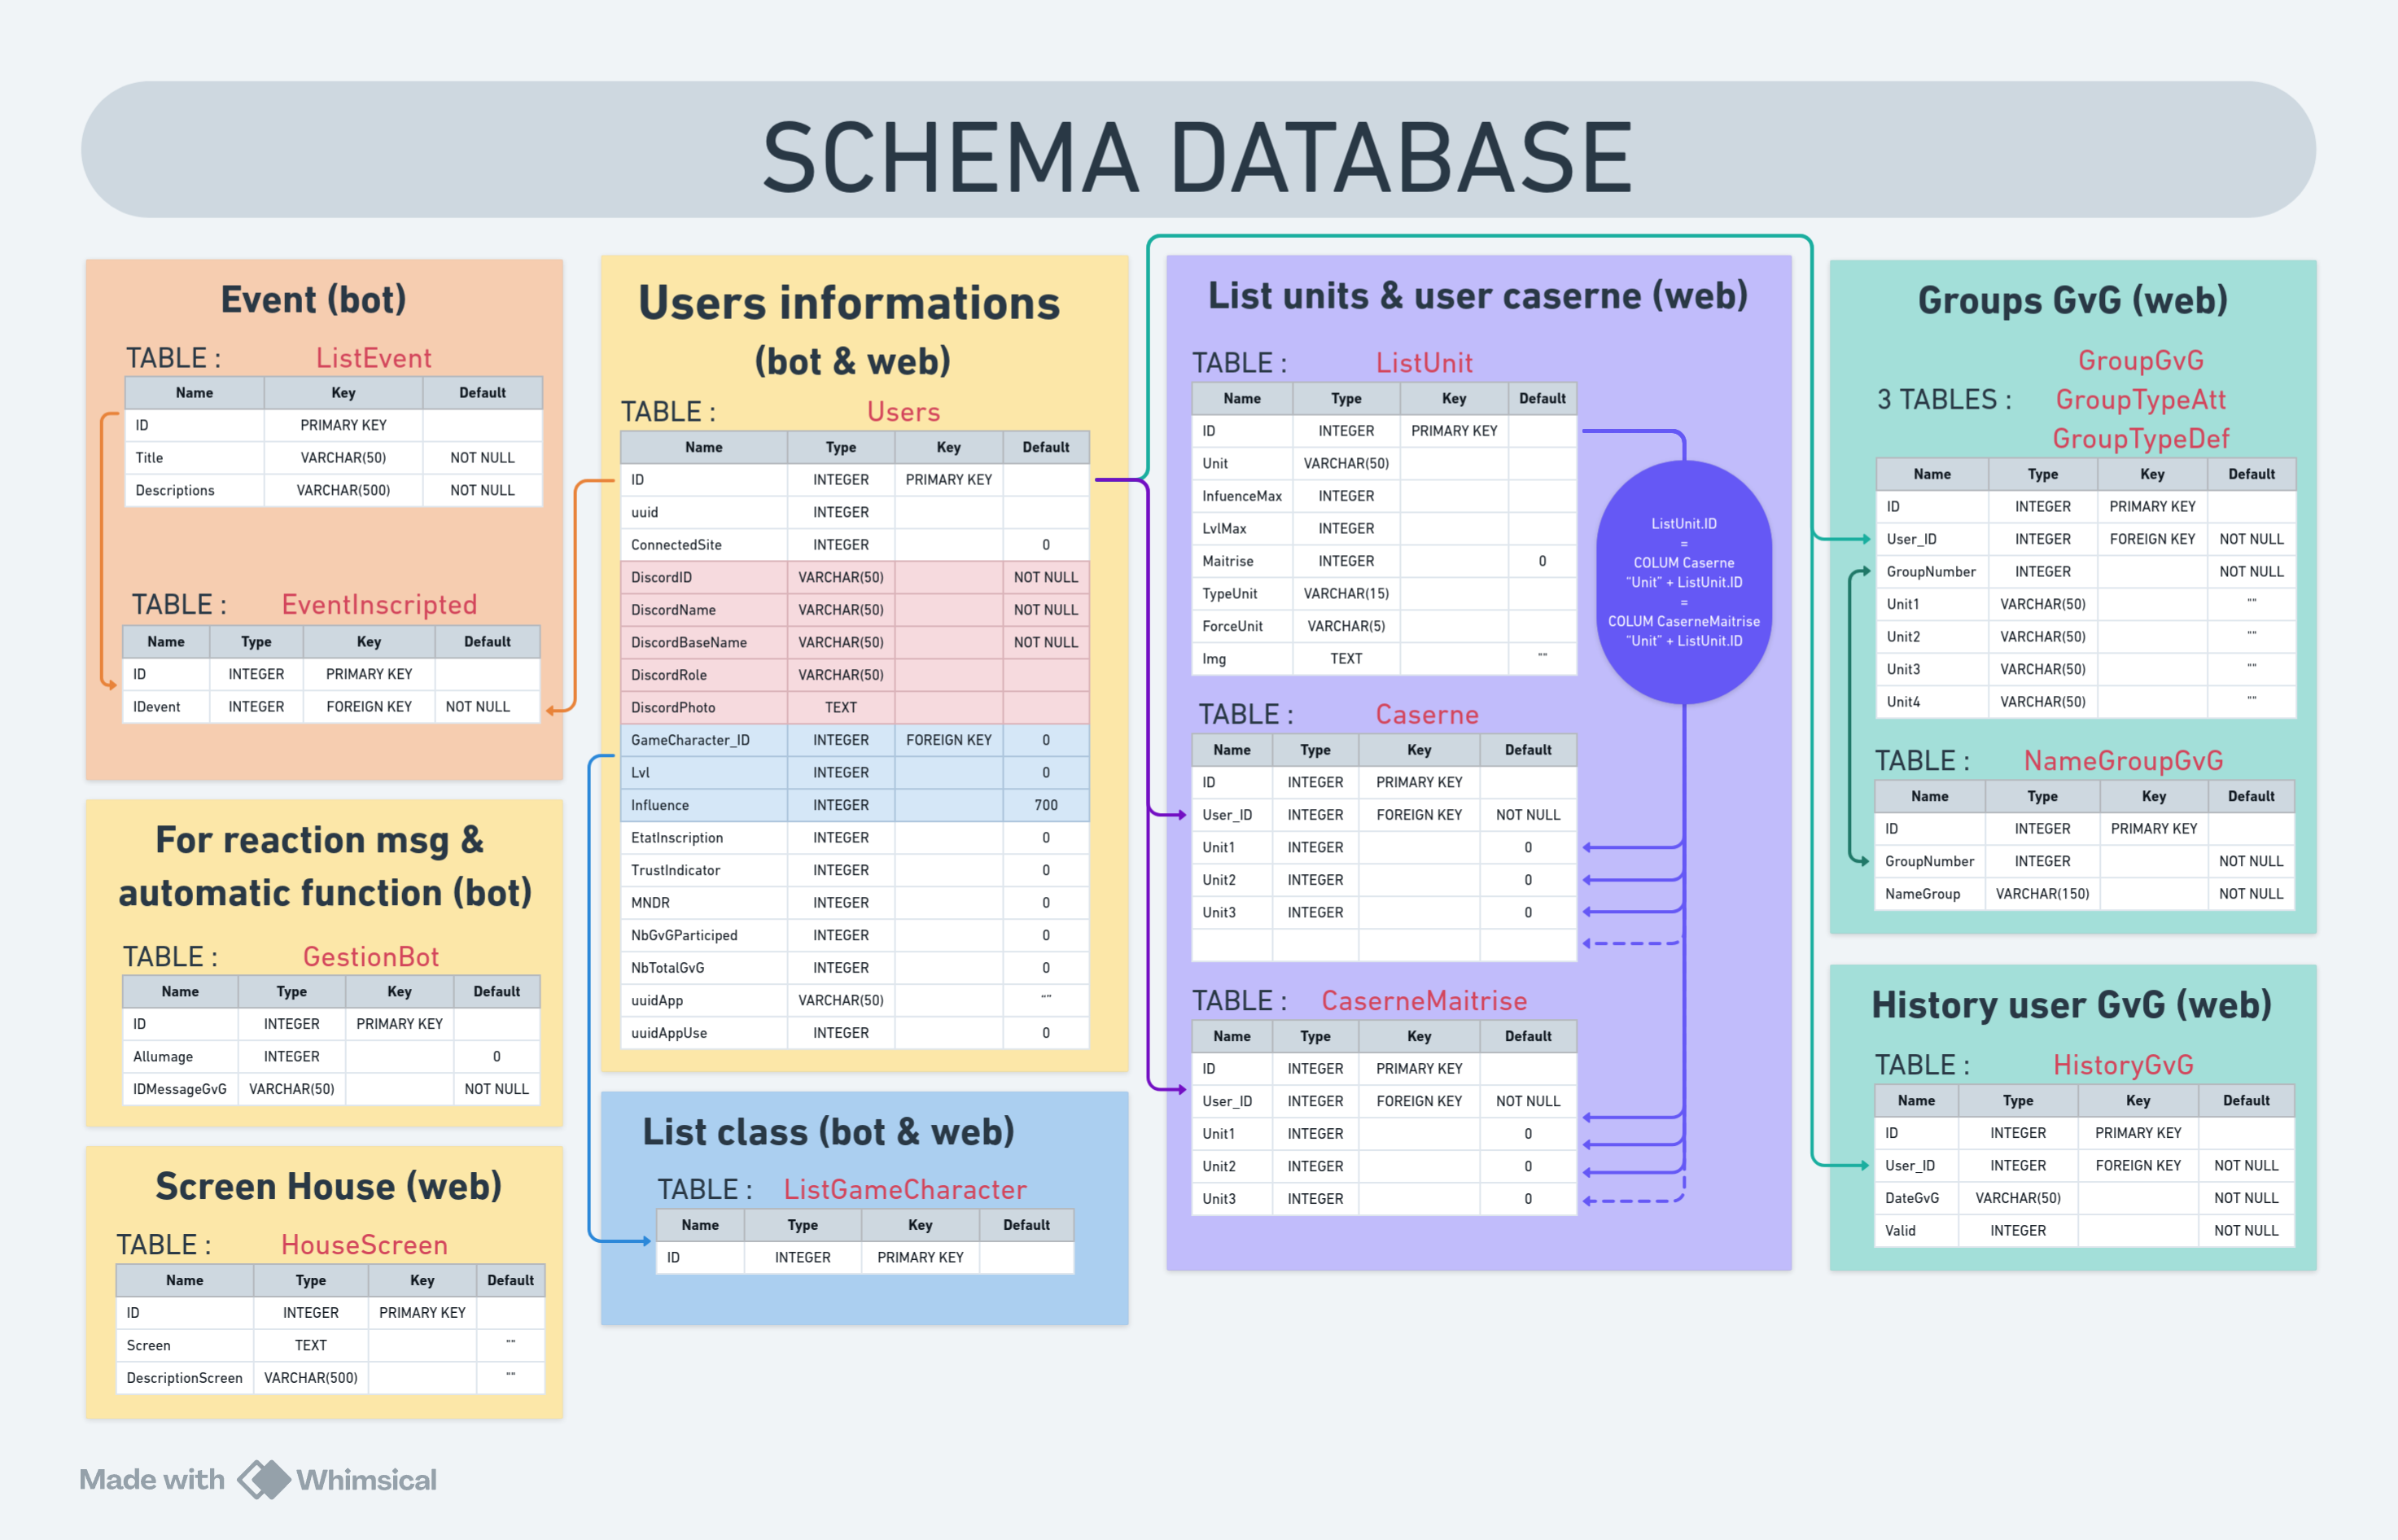 SCHEMA DATABASE
Event (bot)
TABLE : ListEvent
Name Key Default
ID PRIMARY KEY
Title VARCHAR(50) NOT NULL
Descriptions VARCHAR(500) NOT NULL
TABLE : EventInscripted
Name Type Key Default
ID INTEGER PRIMARY KEY
IDevent INTEGER FOREIGN KEY NOT NULL
For reaction msg &
automatic function (bot)
TABLE : GestionBot
Name Type Key Default
ID INTEGER PRIMARY KEY
Allumage INTEGER 0
IDMessageGvG VARCHAR(50) NOT NULL
Screen House (web)
TABLE : HouseScreen
Name Type Key Default
ID INTEGER PRIMARY KEY
Screen TEXT ""
DescriptionScreen VARCHAR(500) ""
Users informations
(bot & web)
TABLE : Users
Name Type Key Default
ID INTEGER PRIMARY KEY
uuid INTEGER
ConnectedSite INTEGER 0
DiscordID VARCHAR(50) NOT NULL
DiscordName VARCHAR(50) NOT NULL
DiscordBaseName VARCHAR(50) NOT NULL
DiscordRole VARCHAR(50)
DiscordPhoto TEXT
GameCharacter_ID INTEGER FOREIGN KEY 0
Lvl INTEGER 0
Influence INTEGER 700
EtatInscription INTEGER 0
TrustIndicator INTEGER 0
MNDR INTEGER 0
NbGvGParticiped INTEGER 0
NbTotalGvG INTEGER 0
uuidApp VARCHAR(50) ""
uuidAppUse INTEGER 0
List class (bot & web)
TABLE : ListGameCharacter
Name Type Key Default
ID INTEGER PRIMARY KEY
List units & user caserne (web)
TABLE : ListUnit
Name Type Key Default
ID INTEGER PRIMARY KEY
Unit VARCHAR(50)
InfuenceMax INTEGER
LvlMax INTEGER
Maitrise INTEGER 0
TypeUnit VARCHAR(15)
ForceUnit VARCHAR(5)
Img TEXT ""
ListUnit.ID
=
COLUM Caserne
"Unit" + ListUnit.ID
=
COLUM CaserneMaitrise
"Unit" + ListUnit.ID
TABLE : Caserne
Name Type Key Default
ID INTEGER PRIMARY KEY
User_ID INTEGER FOREIGN KEY NOT NULL
Unit1 INTEGER 0
Unit2 INTEGER 0
Unit3 INTEGER 0
TABLE : CaserneMaitrise
Name Type Key Default
ID INTEGER PRIMARY KEY
User_ID INTEGER FOREIGN KEY NOT NULL
Unit1 INTEGER 0
Unit2 INTEGER 0
Unit3 INTEGER 0
Groups GvG (web)
GroupGvG
3 TABLES : GroupTypeAtt
GroupTypeDef
Name Type Key Default
ID INTEGER PRIMARY KEY
User_ID INTEGER FOREIGN KEY NOT NULL
GroupNumber INTEGER NOT NULL
Unit1 VARCHAR(50) ""
Unit2 VARCHAR(50) ""
Unit3 VARCHAR(50) ""
Unit4 VARCHAR(50) ""
TABLE : NameGroupGvG
Name Type Key Default
ID INTEGER PRIMARY KEY
GroupNumber INTEGER NOT NULL
NameGroup VARCHAR(150) NOT NULL
History user GvG (web)
TABLE : HistoryGvG
Name Type Key Default
ID INTEGER PRIMARY KEY
User_ID INTEGER FOREIGN KEY NOT NULL
DateGvG VARCHAR(50) NOT NULL
Valid INTEGER NOT NULL
Made with Whimsical